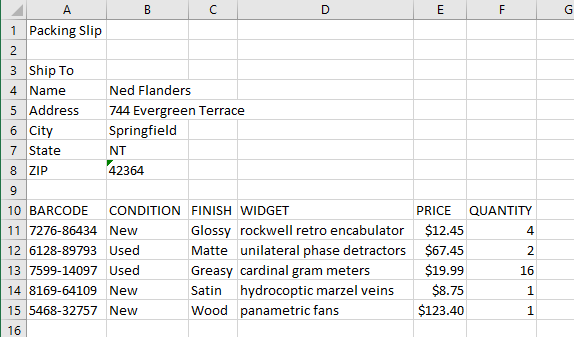 A B C D E F G
1 Packing Slip
2
3 Ship To
4 Name Ned Flanders
5 Address 744 Evergreen Terrace
6 City Springfield
7 State NT
8 ZIP 42364
9
10 BARCODE CONDITION FINISH WIDGET PRICE QUANTITY
11 7276-86434 New Glossy rockwell retro encabulator $12.45 4
12 6128-89793 Used Matte unilateral phase detractors $67.45 2
13 7599-14097 Used Greasy cardinal gram meters $19.99 16
14 8169-64109 New Satin hydrocoptic marzel veins $8.75 1
15 5468-32757 New Wood panametric fans $123.40 1
16